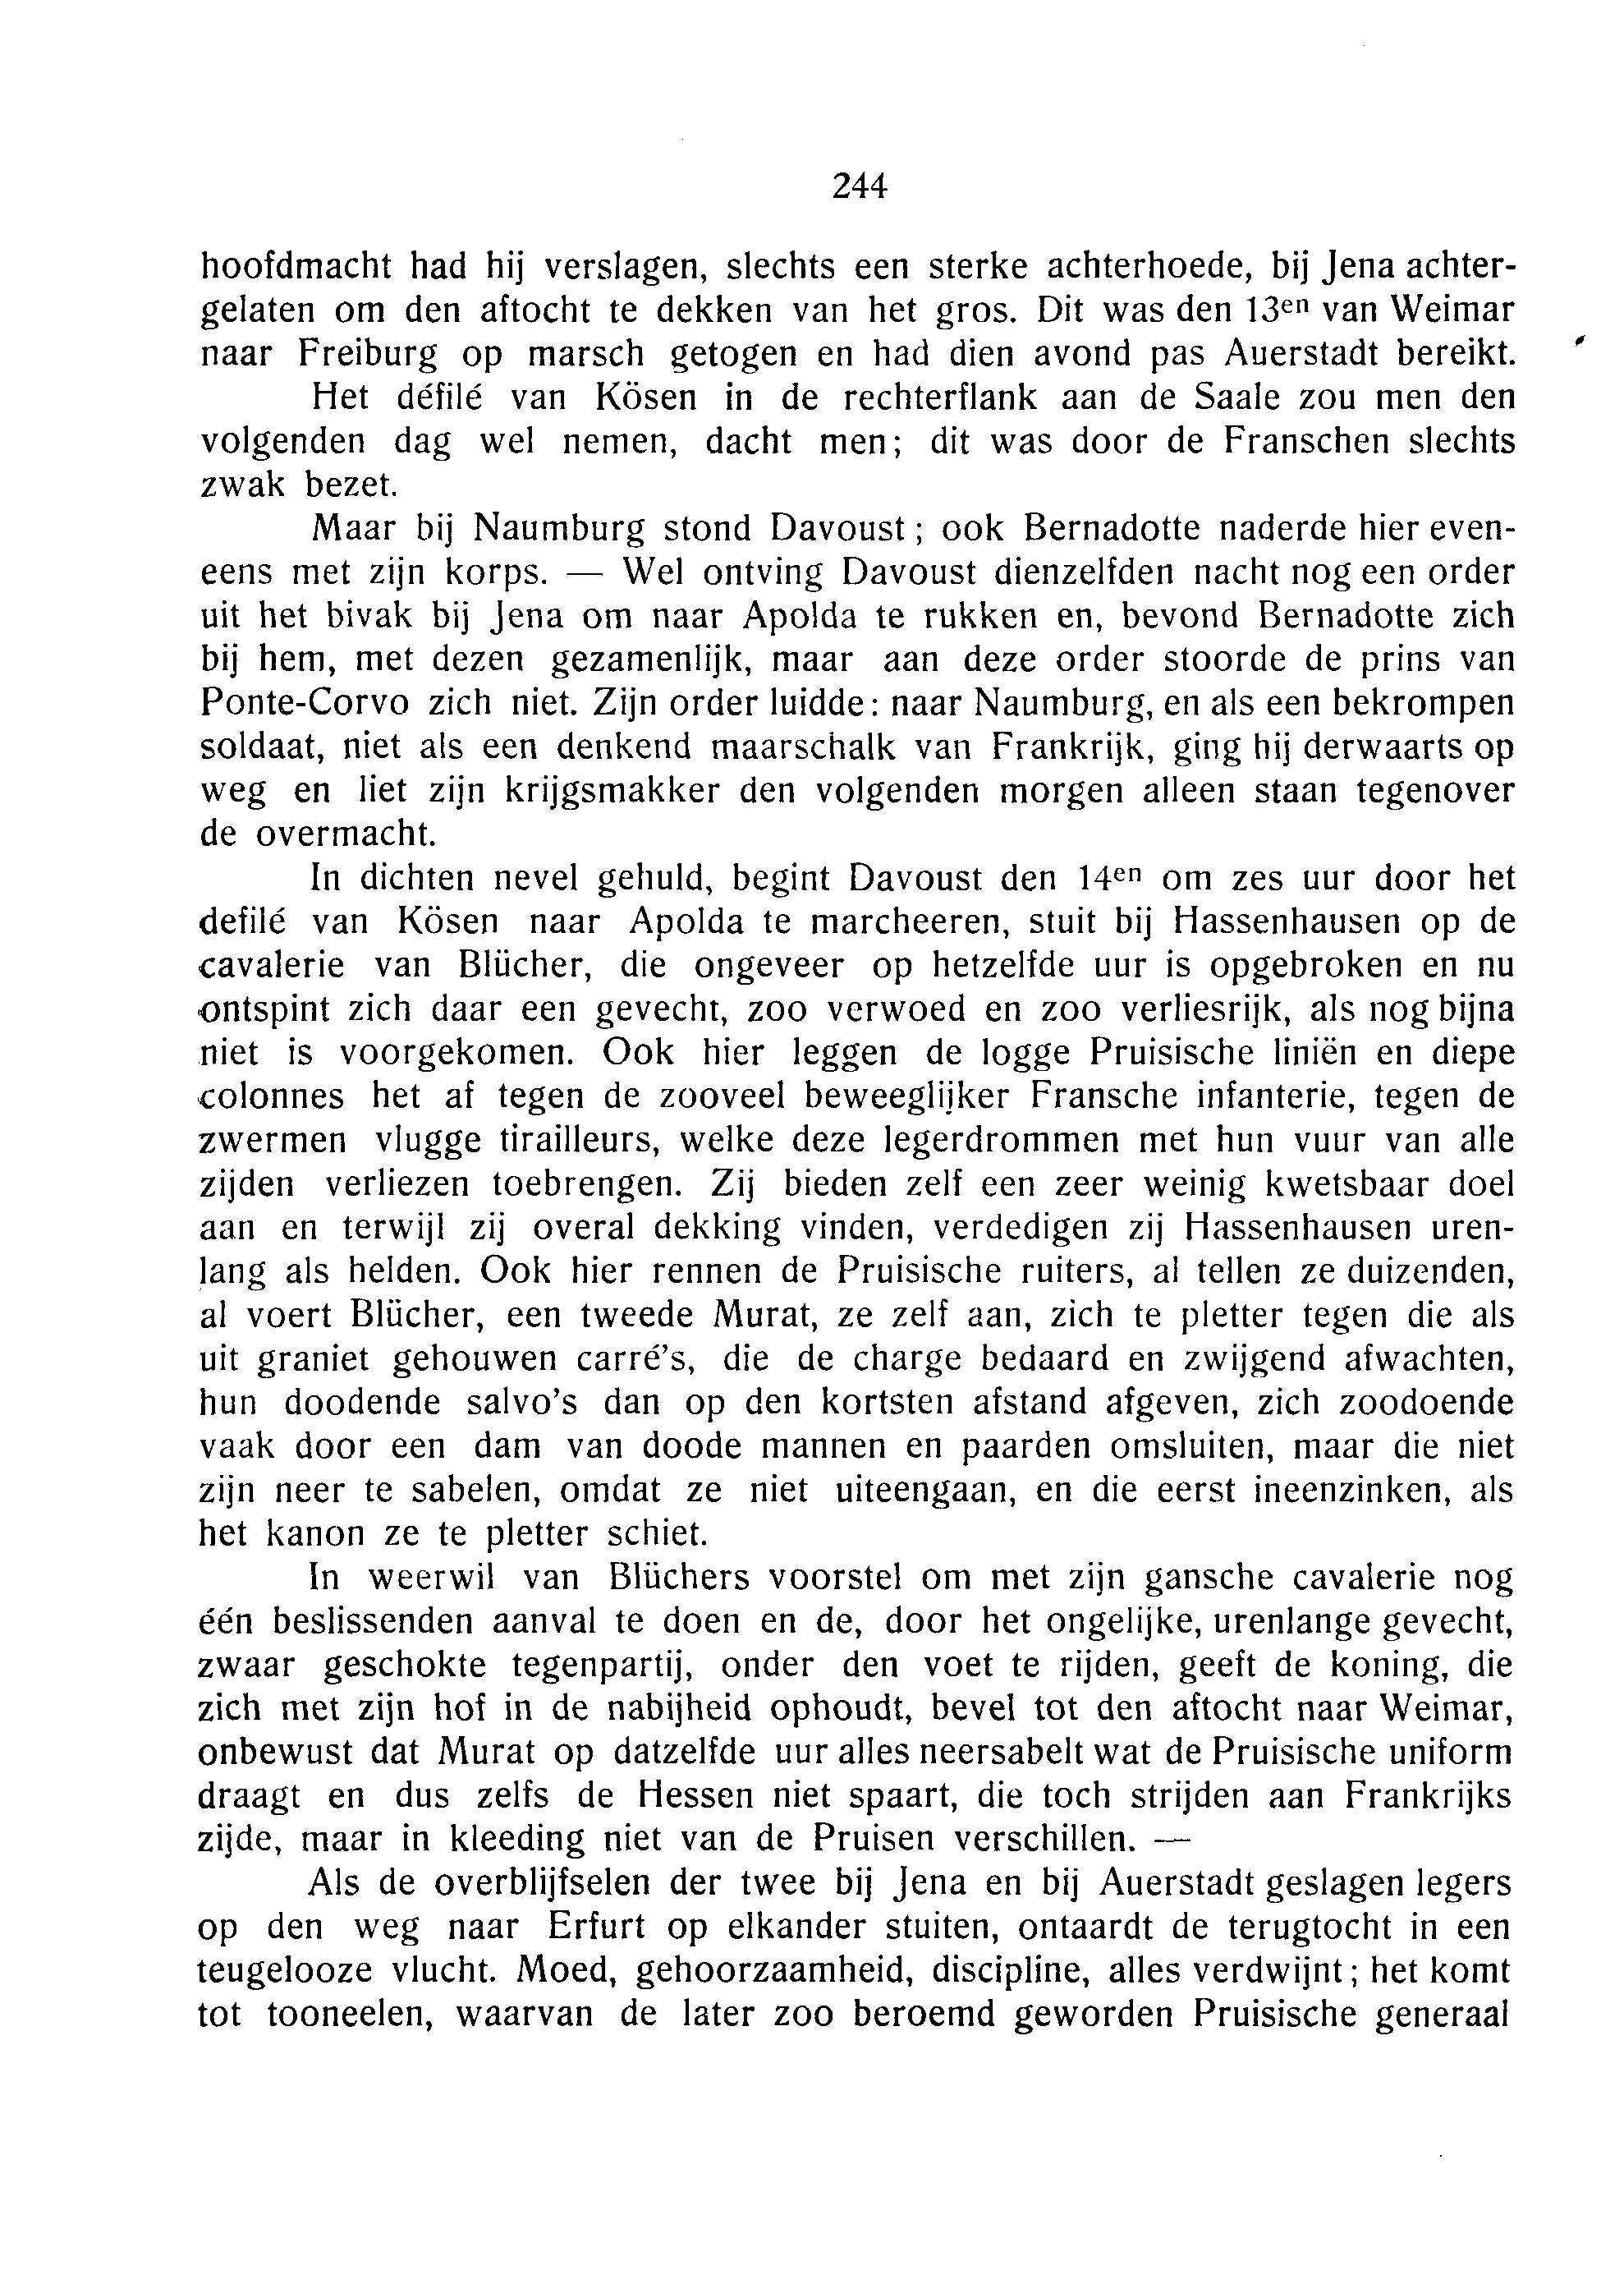 244
hoofdmacht had hij verslagen, slechts een sterke achterhoede, bij Jena achter-
gelaten om den aftocht te dekken van het gros. Dit was den 13en van Weimar
naar Freiburg op marsch getogen en had dien avond pas Auerstadt bereikt.
Het défilé van Kösen in de rechterflank aan de Saale zou men den
volgenden dag wel nemen, dacht men; dit was door de Franschen slechts
zwak bezet.
Maar bij Naumburg stond Davoust; ook Bernadotte naderde hier even-
eens met zijn korps. — Wel ontving Davoust dienzelfden nacht nog een order
uit het bivak bij Jena om naar Apolda te rukken en, bevond Bernadotte zich
bij hem, met dezen gezamenlijk, maar aan deze order stoorde de prins van
Ponte-Corvo zich niet. Zijn order luidde: naar Naumburg, en als een bekrompen
soldaat, niet als een denkend maarschalk van Frankrijk, ging hij derwaarts op
weg en liet zijn krijgsmakker den volgenden morgen alleen staan tegenover
de overmacht.
In dichten nevel gehuld, begint Davoust den 14en om zes uur door het
defilé van Kösen naar Apolda te marcheeren, stuit bij Hassenhausen op de
cavalerie van Blücher, die ongeveer op hetzelfde uur is opgebroken en nu
ontspint zich daar een gevecht, zoo verwoed en zoo verliesrijk, als nog bijna
niet is voorgekomen. Ook hier leggen de logge Pruisische liniën en diepe
colonnes het af tegen de zooveel beweeglijker Fransche infanterie, tegen de
zwermen vlugge tirailleurs, welke deze legerdrommen met hun vuur van alle
zijden verliezen toebrengen. Zij bieden zelf een zeer weinig kwetsbaar doel
aan en terwijl zij overal dekking vinden, verdedigen zij Hassenhausen uren-
lang als helden. Ook hier rennen de Pruisische ruiters, al tellen ze duizenden,
al voert Blücher, een tweede Murat, ze zelf aan, zich te pletter tegen die als
uit graniet gehouwen carré's, die de charge bedaard en zwijgend afwachten,
hun doodende salvo's dan op den kortsten afstand afgeven, zich zoodoende
vaak door een dam van doode mannen en paarden omsluiten, maar die niet
zijn neer te sabelen, omdat ze niet uiteengaan, en die eerst ineenzinken, als
het kanon ze te pletter schiet.
In weerwil van Blüchers voorstel om met zijn gansche cavalerie nog
één beslissenden aanval te doen en de, door het ongelijke, urenlange gevecht,
zwaar geschokte tegenpartij, onder den voet te rijden, geeft de koning, die
zich met zijn hof in de nabijheid ophoudt, bevel tot den aftocht naar Weimar,
onbewust dat Murat op datzelfde uur alles neersabelt wat de Pruisische uniform
draagt en dus zelfs de Hessen niet spaart, die toch strijden aan Frankrijks
zijde, maar in kleeding niet van de Pruisen verschillen. —
Als de overblijfselen der twee bij Jena en bij Auerstadt geslagen legers
op den weg naar Erfurt op elkander stuiten, ontaardt de terugtocht in een
teugelooze vlucht. Moed, gehoorzaamheid, discipline, alles verdwijnt; het komt
tot tooneelen, waarvan de later zoo beroemd geworden Pruisische generaal